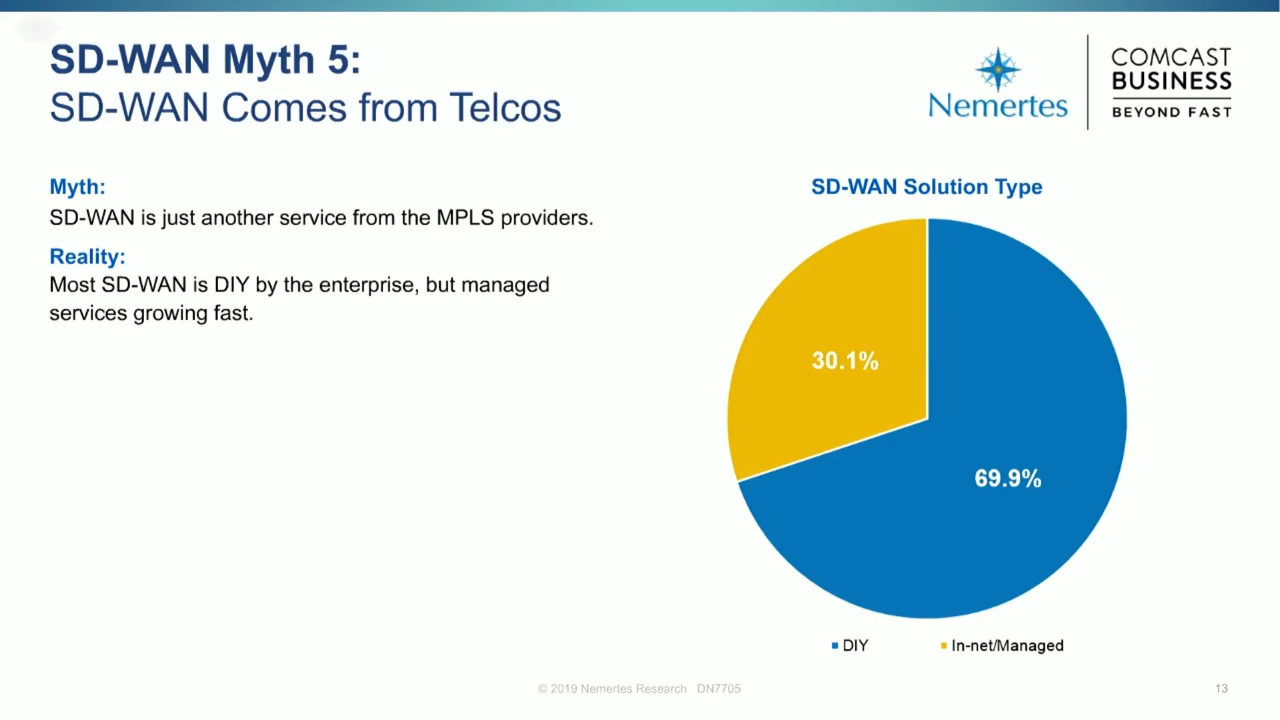 SD-WAN Myth 5:
SD-WAN Comes from Telcos
Nemertes
COMCAST
BUSINESS
BEYOND FAST
Myth:
SD-WAN is just another service from the MPLS providers.
Reality:
Most SD-WAN is DIY by the enterprise, but managed
services growing fast.
SD-WAN Solution Type
30.1%
69.9%
DIY
In-net/Managed
© 2019 Nemertes Research DN7705
13